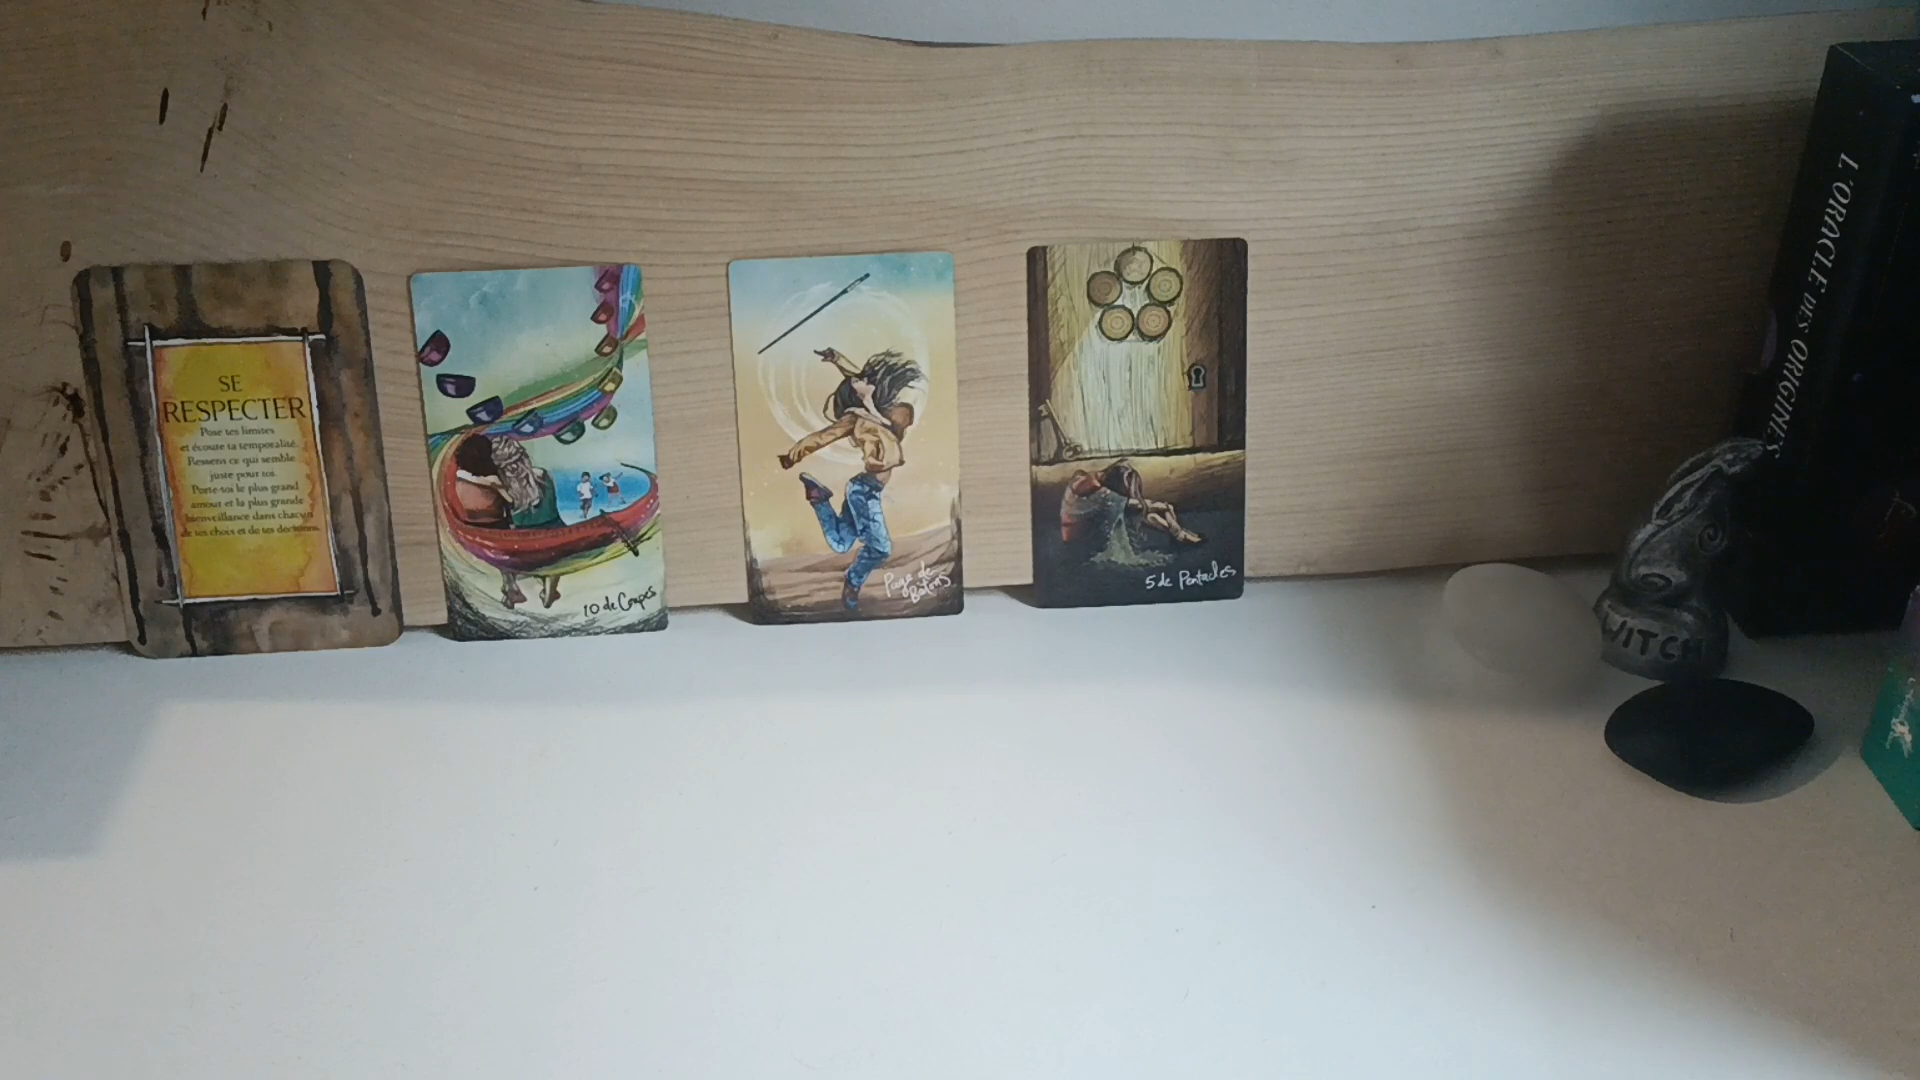 SE
RESPECTER
Pose tes limites
et écoute ta temporalité.
Ressens ce qui semble
juste pour toi.
Porte-toi le plus grand
amour et la plus grande
bienveillance dans chacun
de tes choix et de tes décisions.
10 de Coupes
Page de
Bâtons
5 de Pentacles
L'ORACLE DES ORIGINES
WITCH